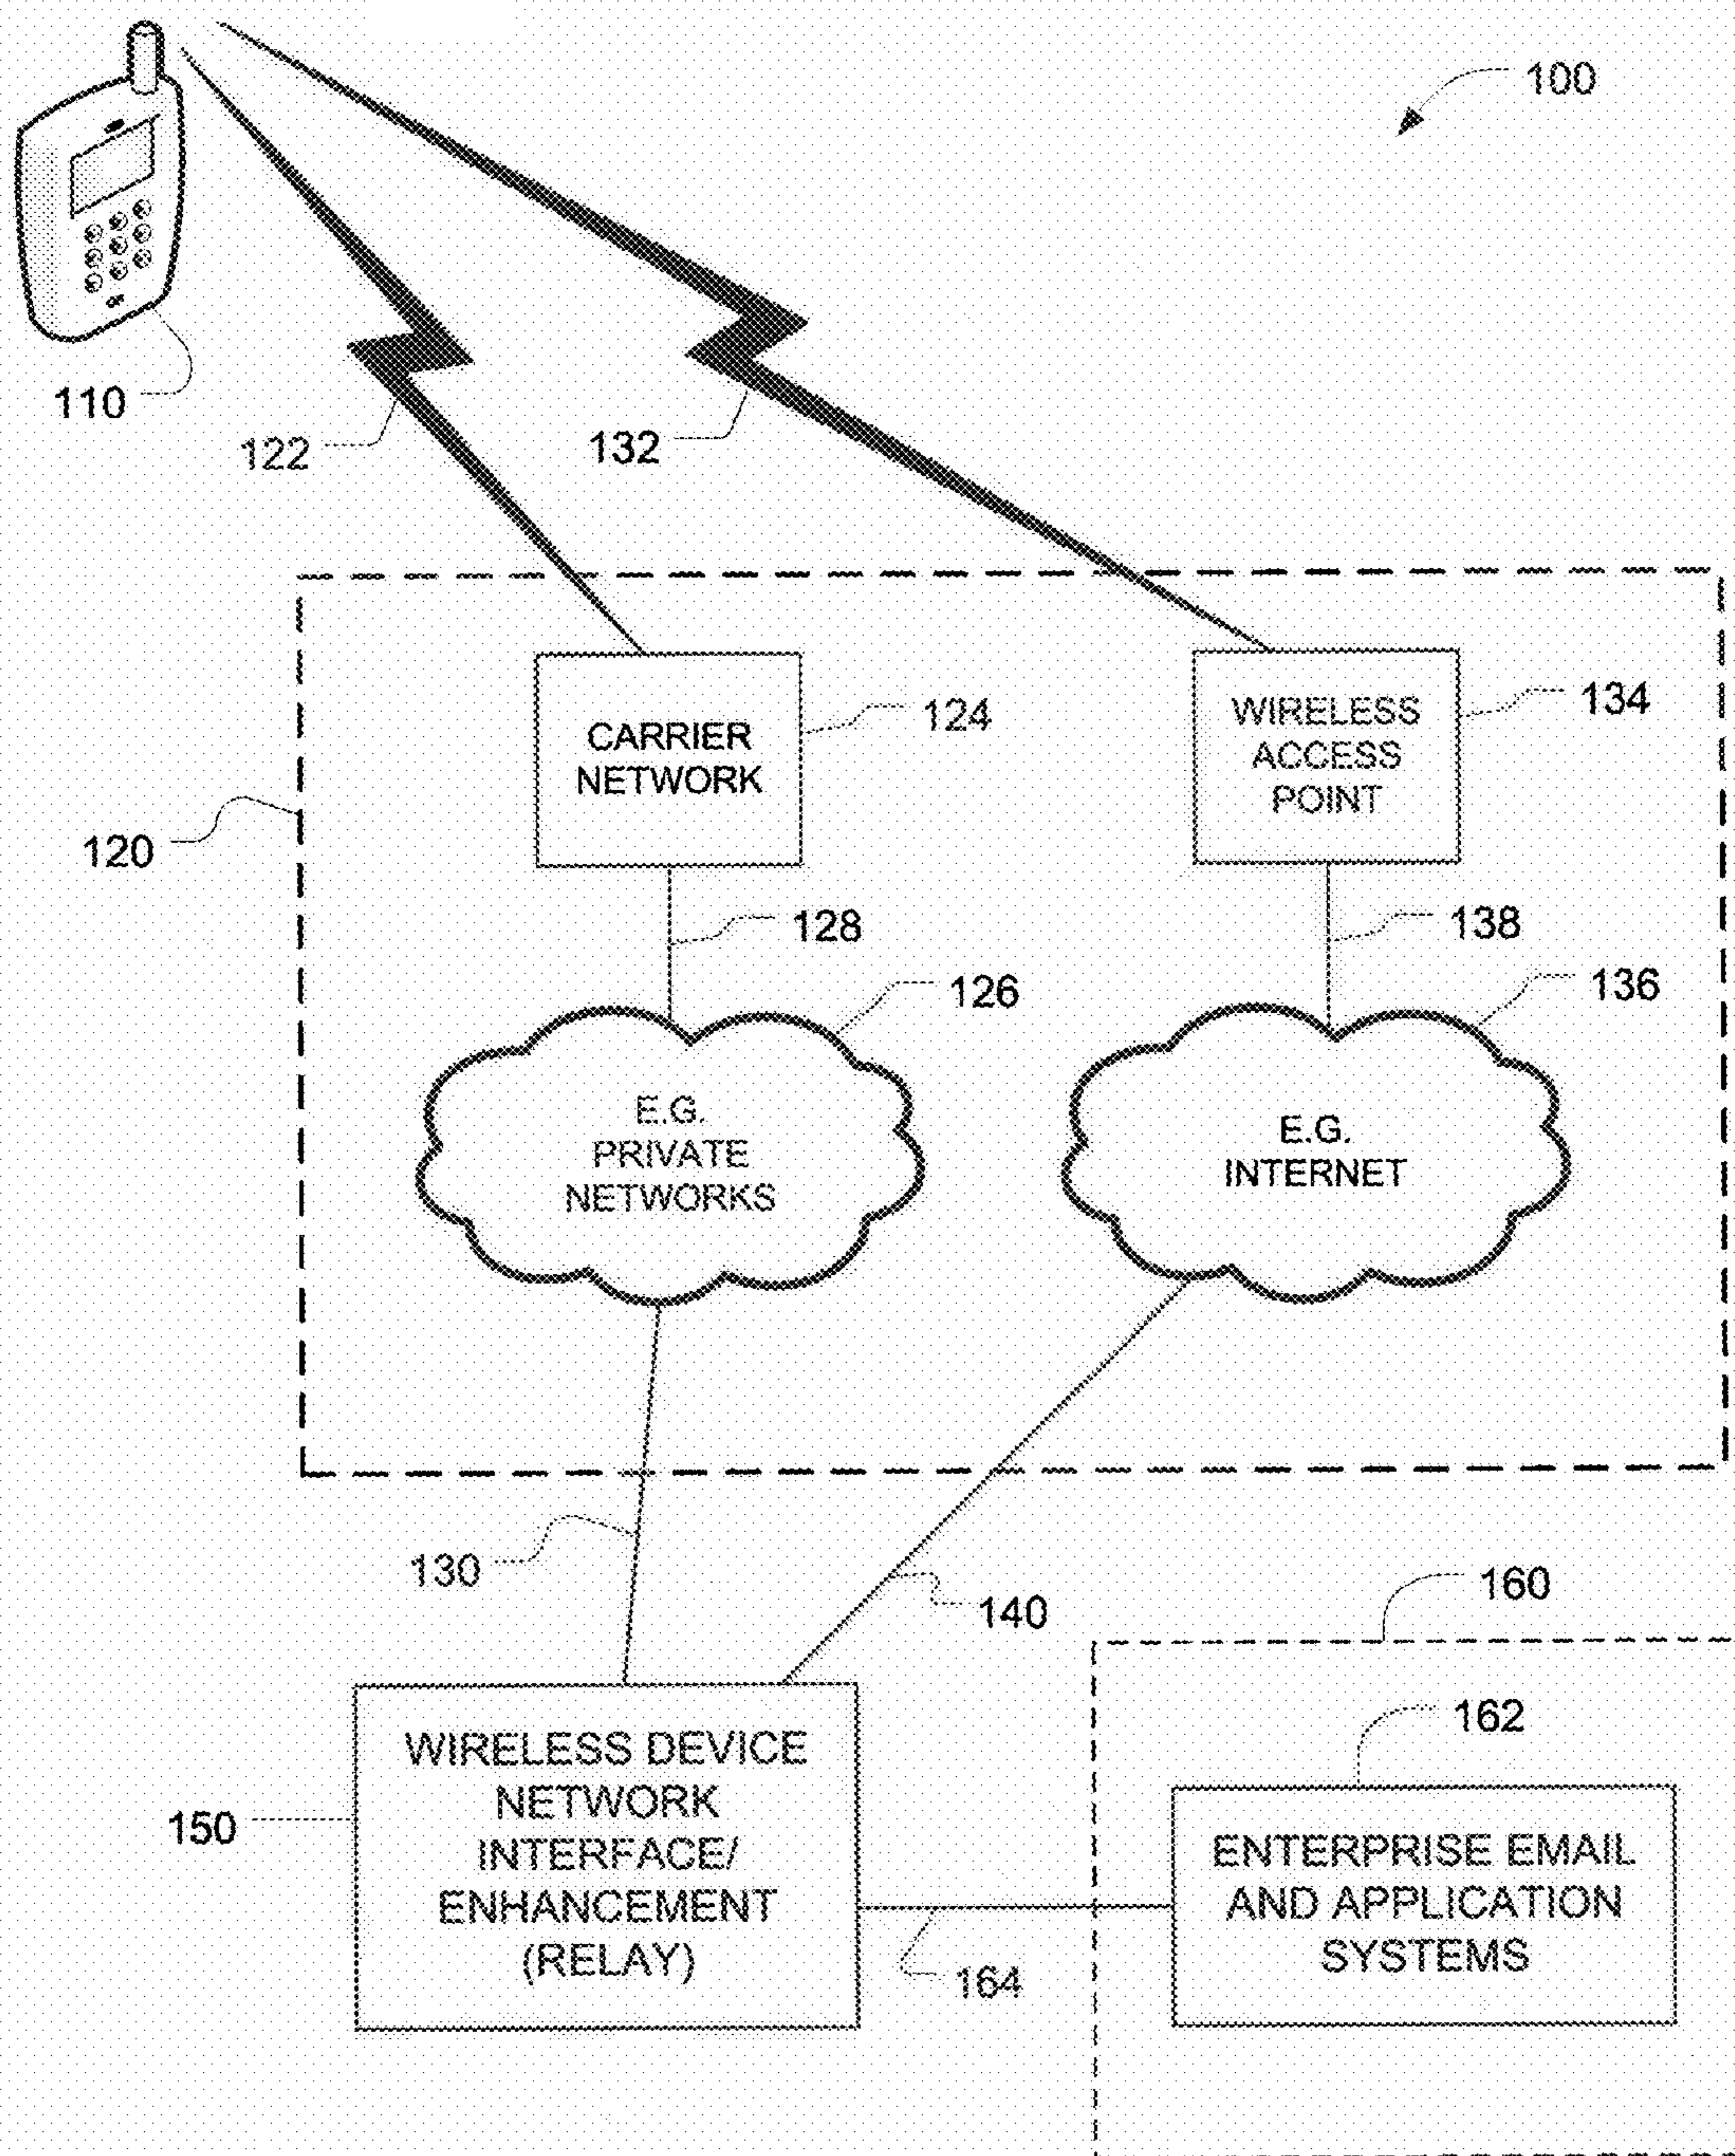 100
110
122
132
CARRIER
NETWORK
124
WIRELESS
ACCESS
POINT
134
120
128
138
126
136
E.G.
PRIVATE
NETWORKS
E.G.
INTERNET
130
140
160
162
WIRELESS DEVICE
NETWORK
INTERFACE/
ENHANCEMENT
(RELAY)
150
ENTERPRISE EMAIL
AND APPLICATION
SYSTEMS
164